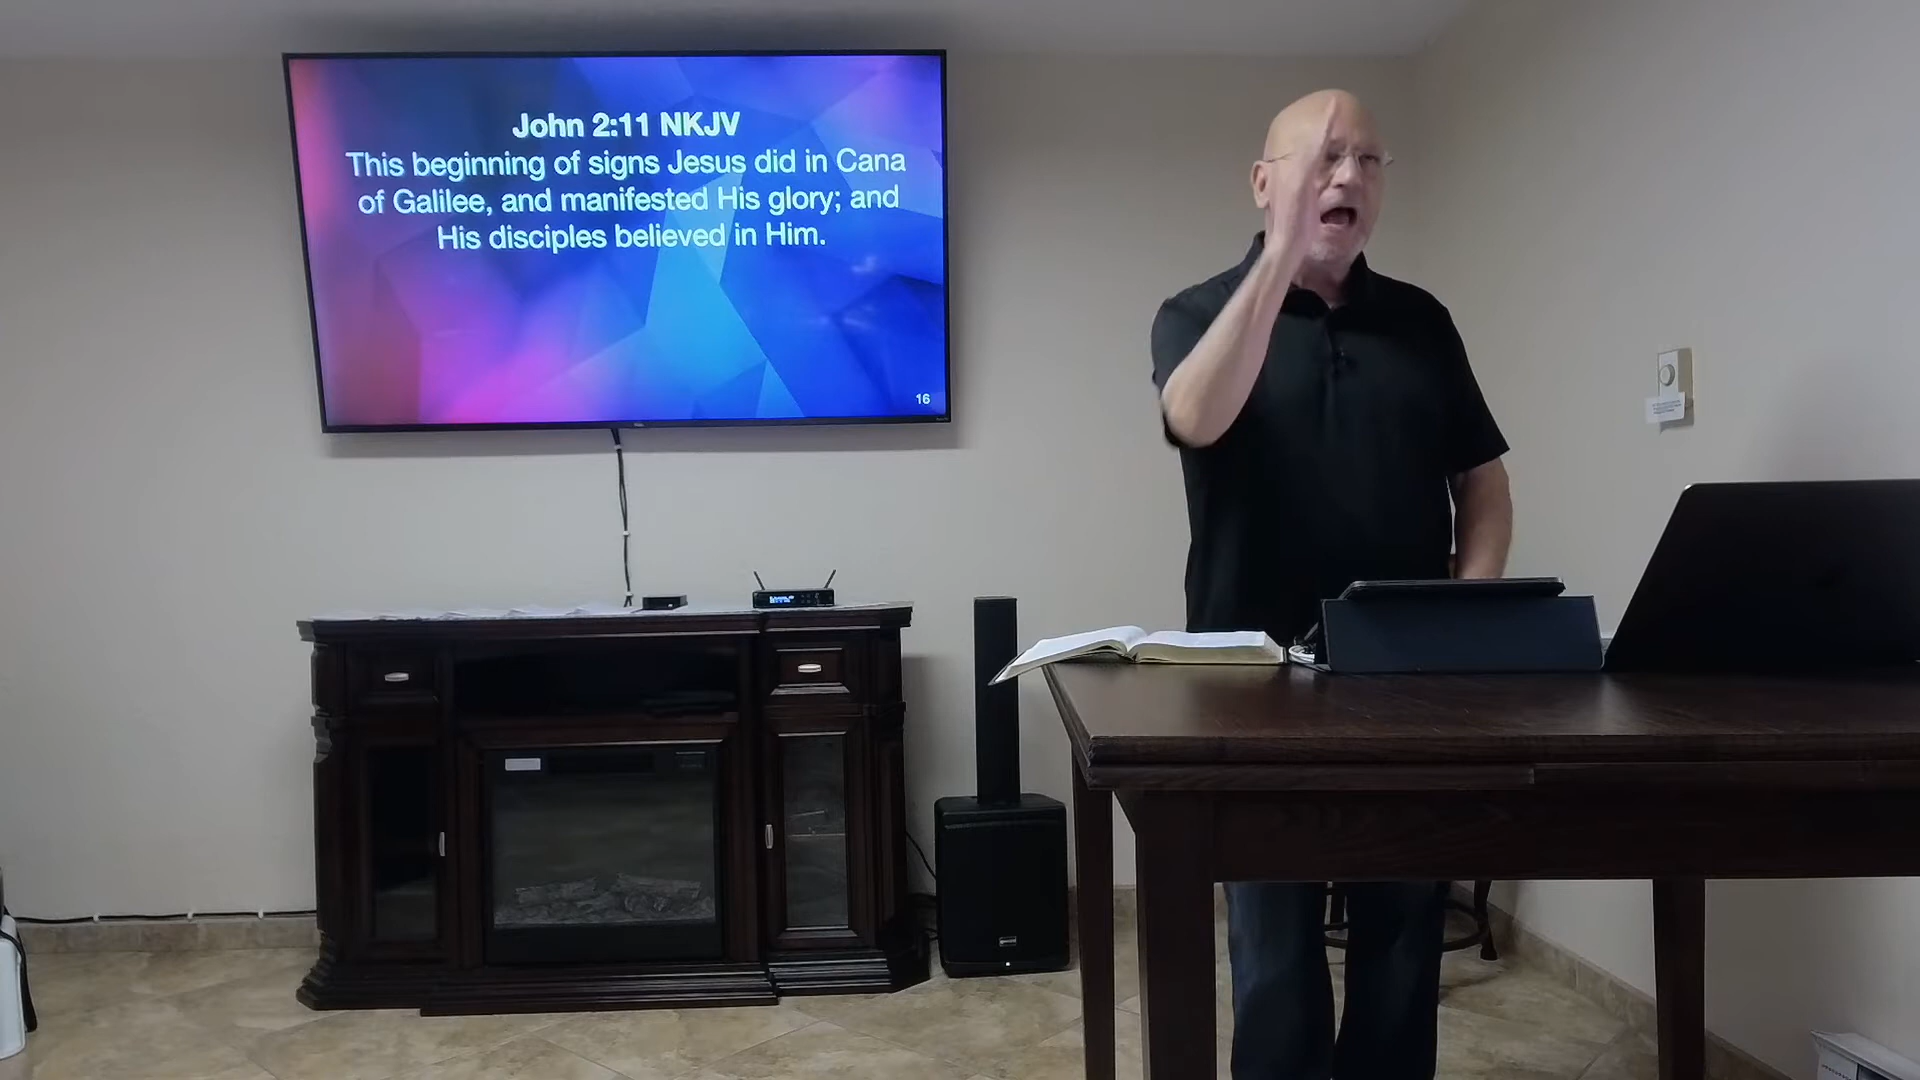 John 2:11 NKJV
This beginning of signs Jesus did in Cana
of Galilee, and manifested His glory; and
His disciples believed in Him.
16